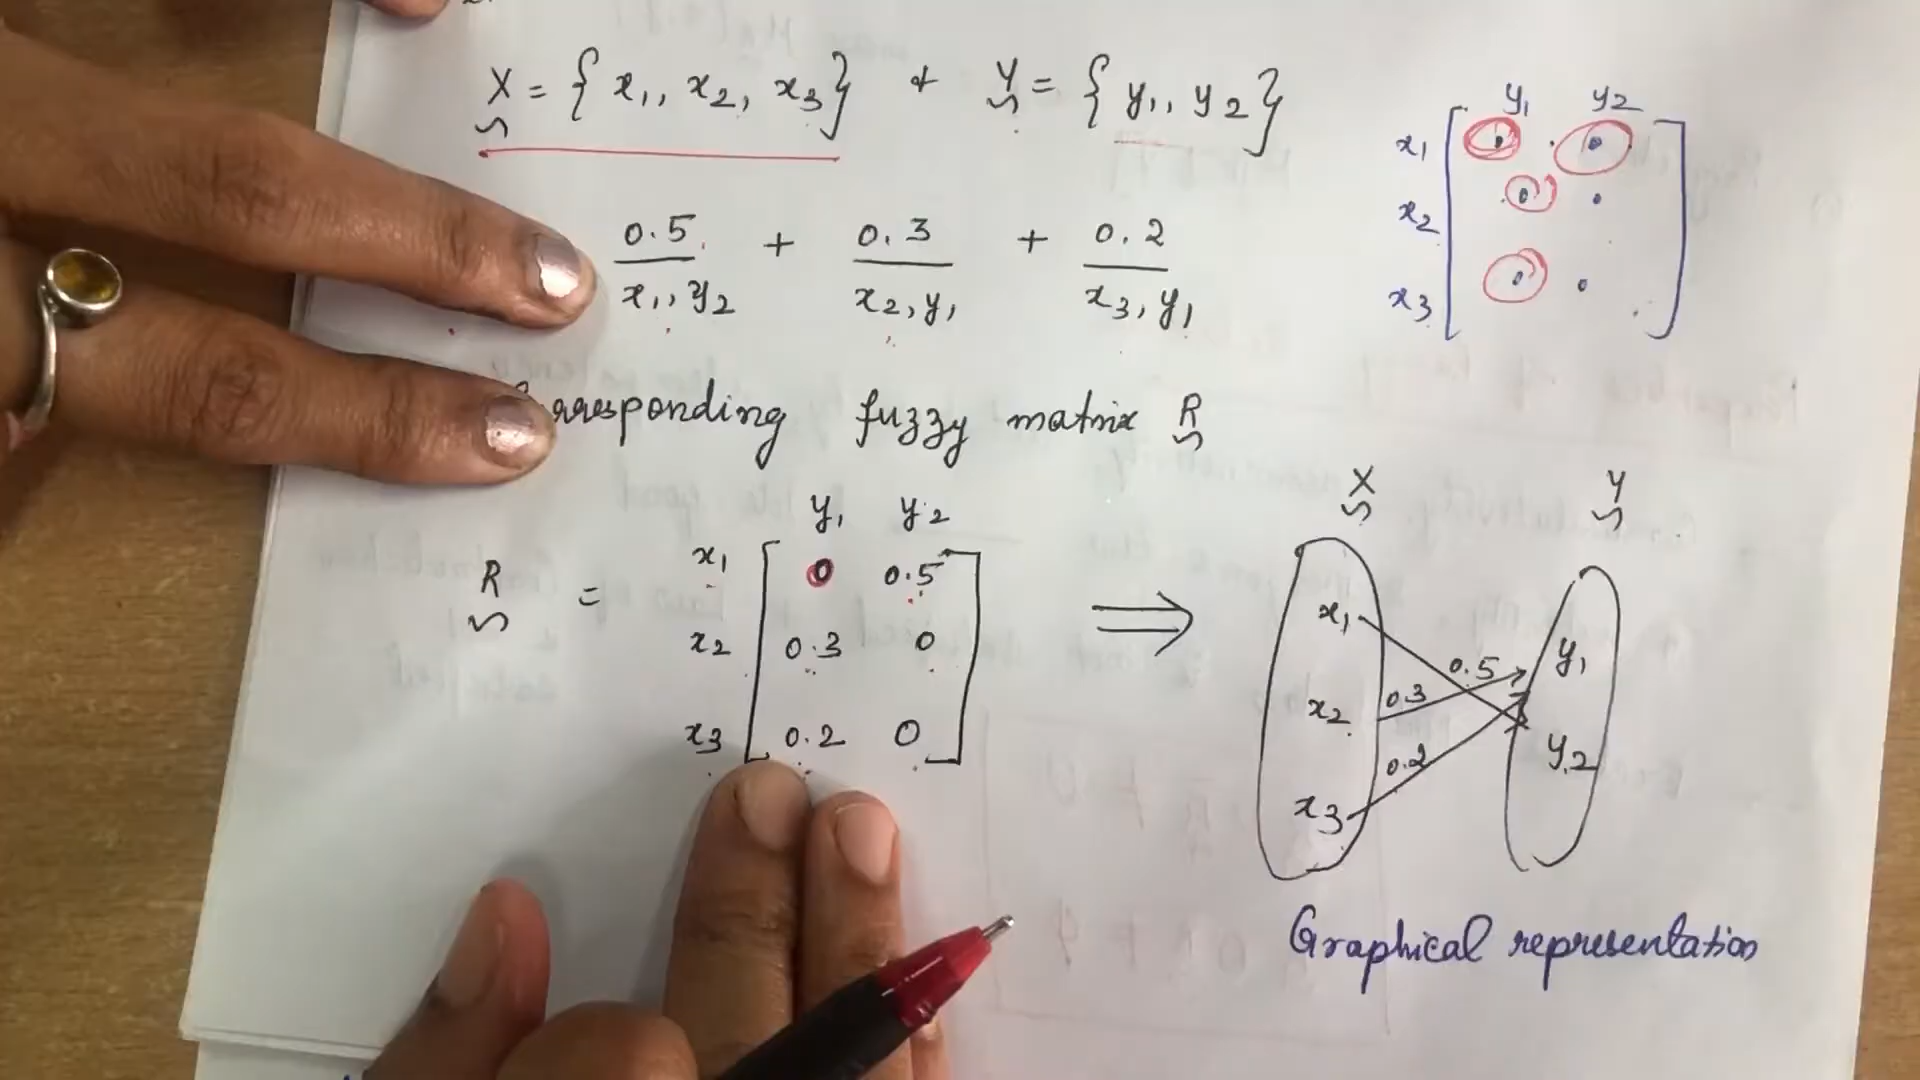 X = { x1, x2, x3 } & Y = { y1, y2 }
0.5 + 0.3 + 0.2
x1, y2 x2, y1 x3, y1
fuzzy matrix R
y1 y2
R = x1 0 0.5
x2 0.3 0
x3 0.2 0
⇒
y1 y2
x1
x2
x3
X Y
x1 y1
x2 y2
x3
0.5
0.3
0.2
Graphical representation